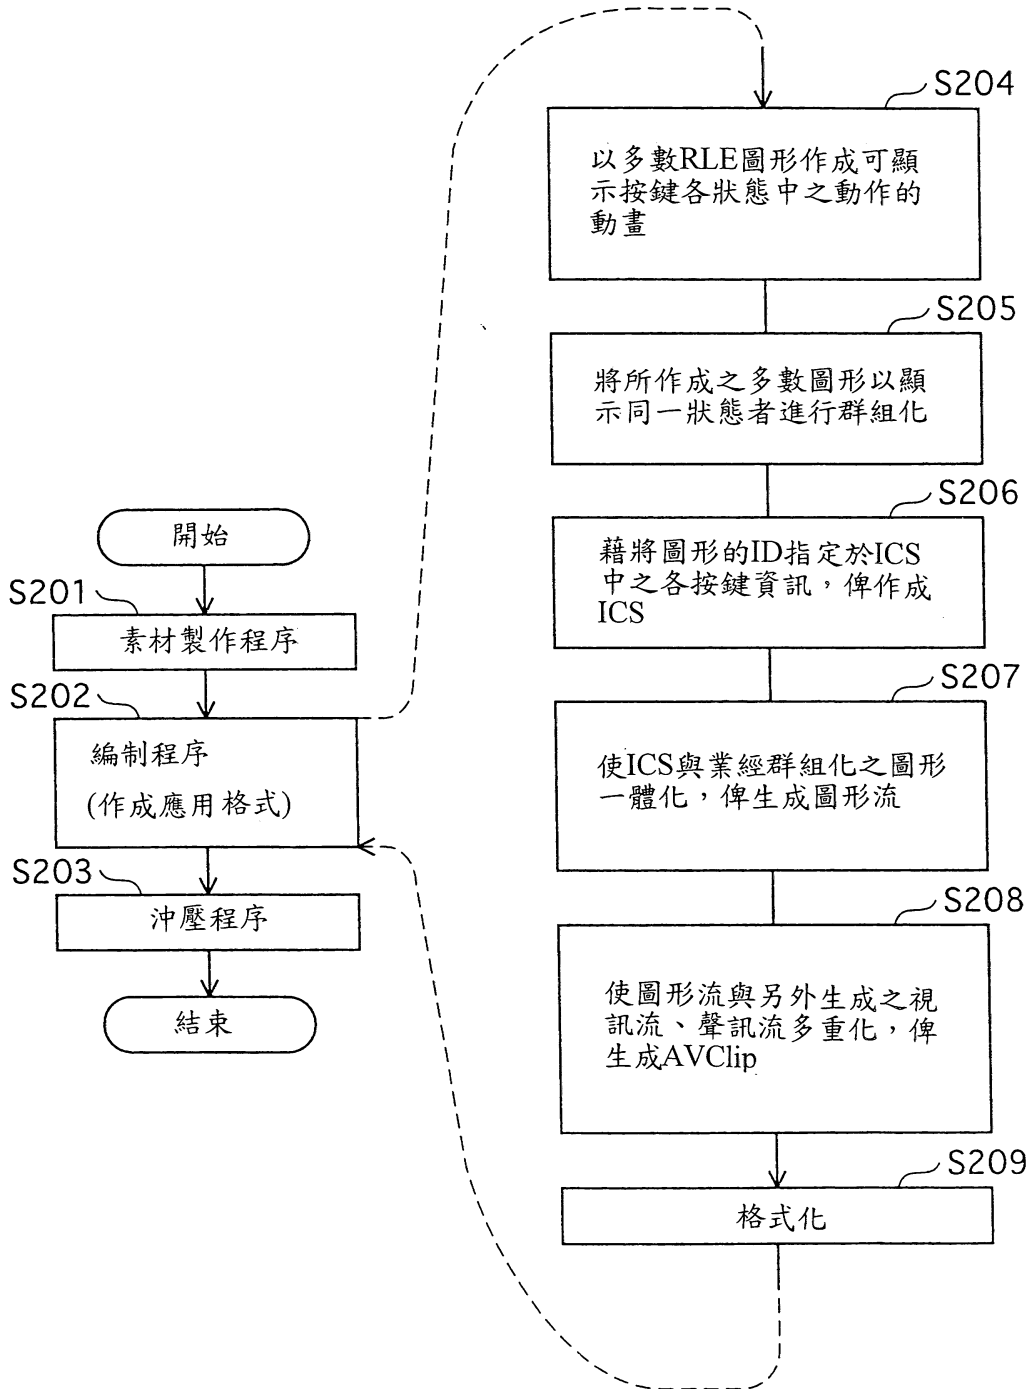 開始
S201
素材製作程序
S202
編制程序
(作成應用格式)
S203
沖壓程序
結束
S204
以多數RLE圖形作成可顯
示按鍵各狀態中之動作的
動畫
S205
將所作成之多數圖形以顯
示同一狀態者進行群組化
S206
藉將圖形的ID指定於ICS
中之各按鍵資訊，俾作成
ICS
S207
使ICS與業經群組化之圖形
一體化，俾生成圖形流
S208
使圖形流與另外生成之視
訊流、聲訊流多重化，俾
生成AVClip
S209
格式化